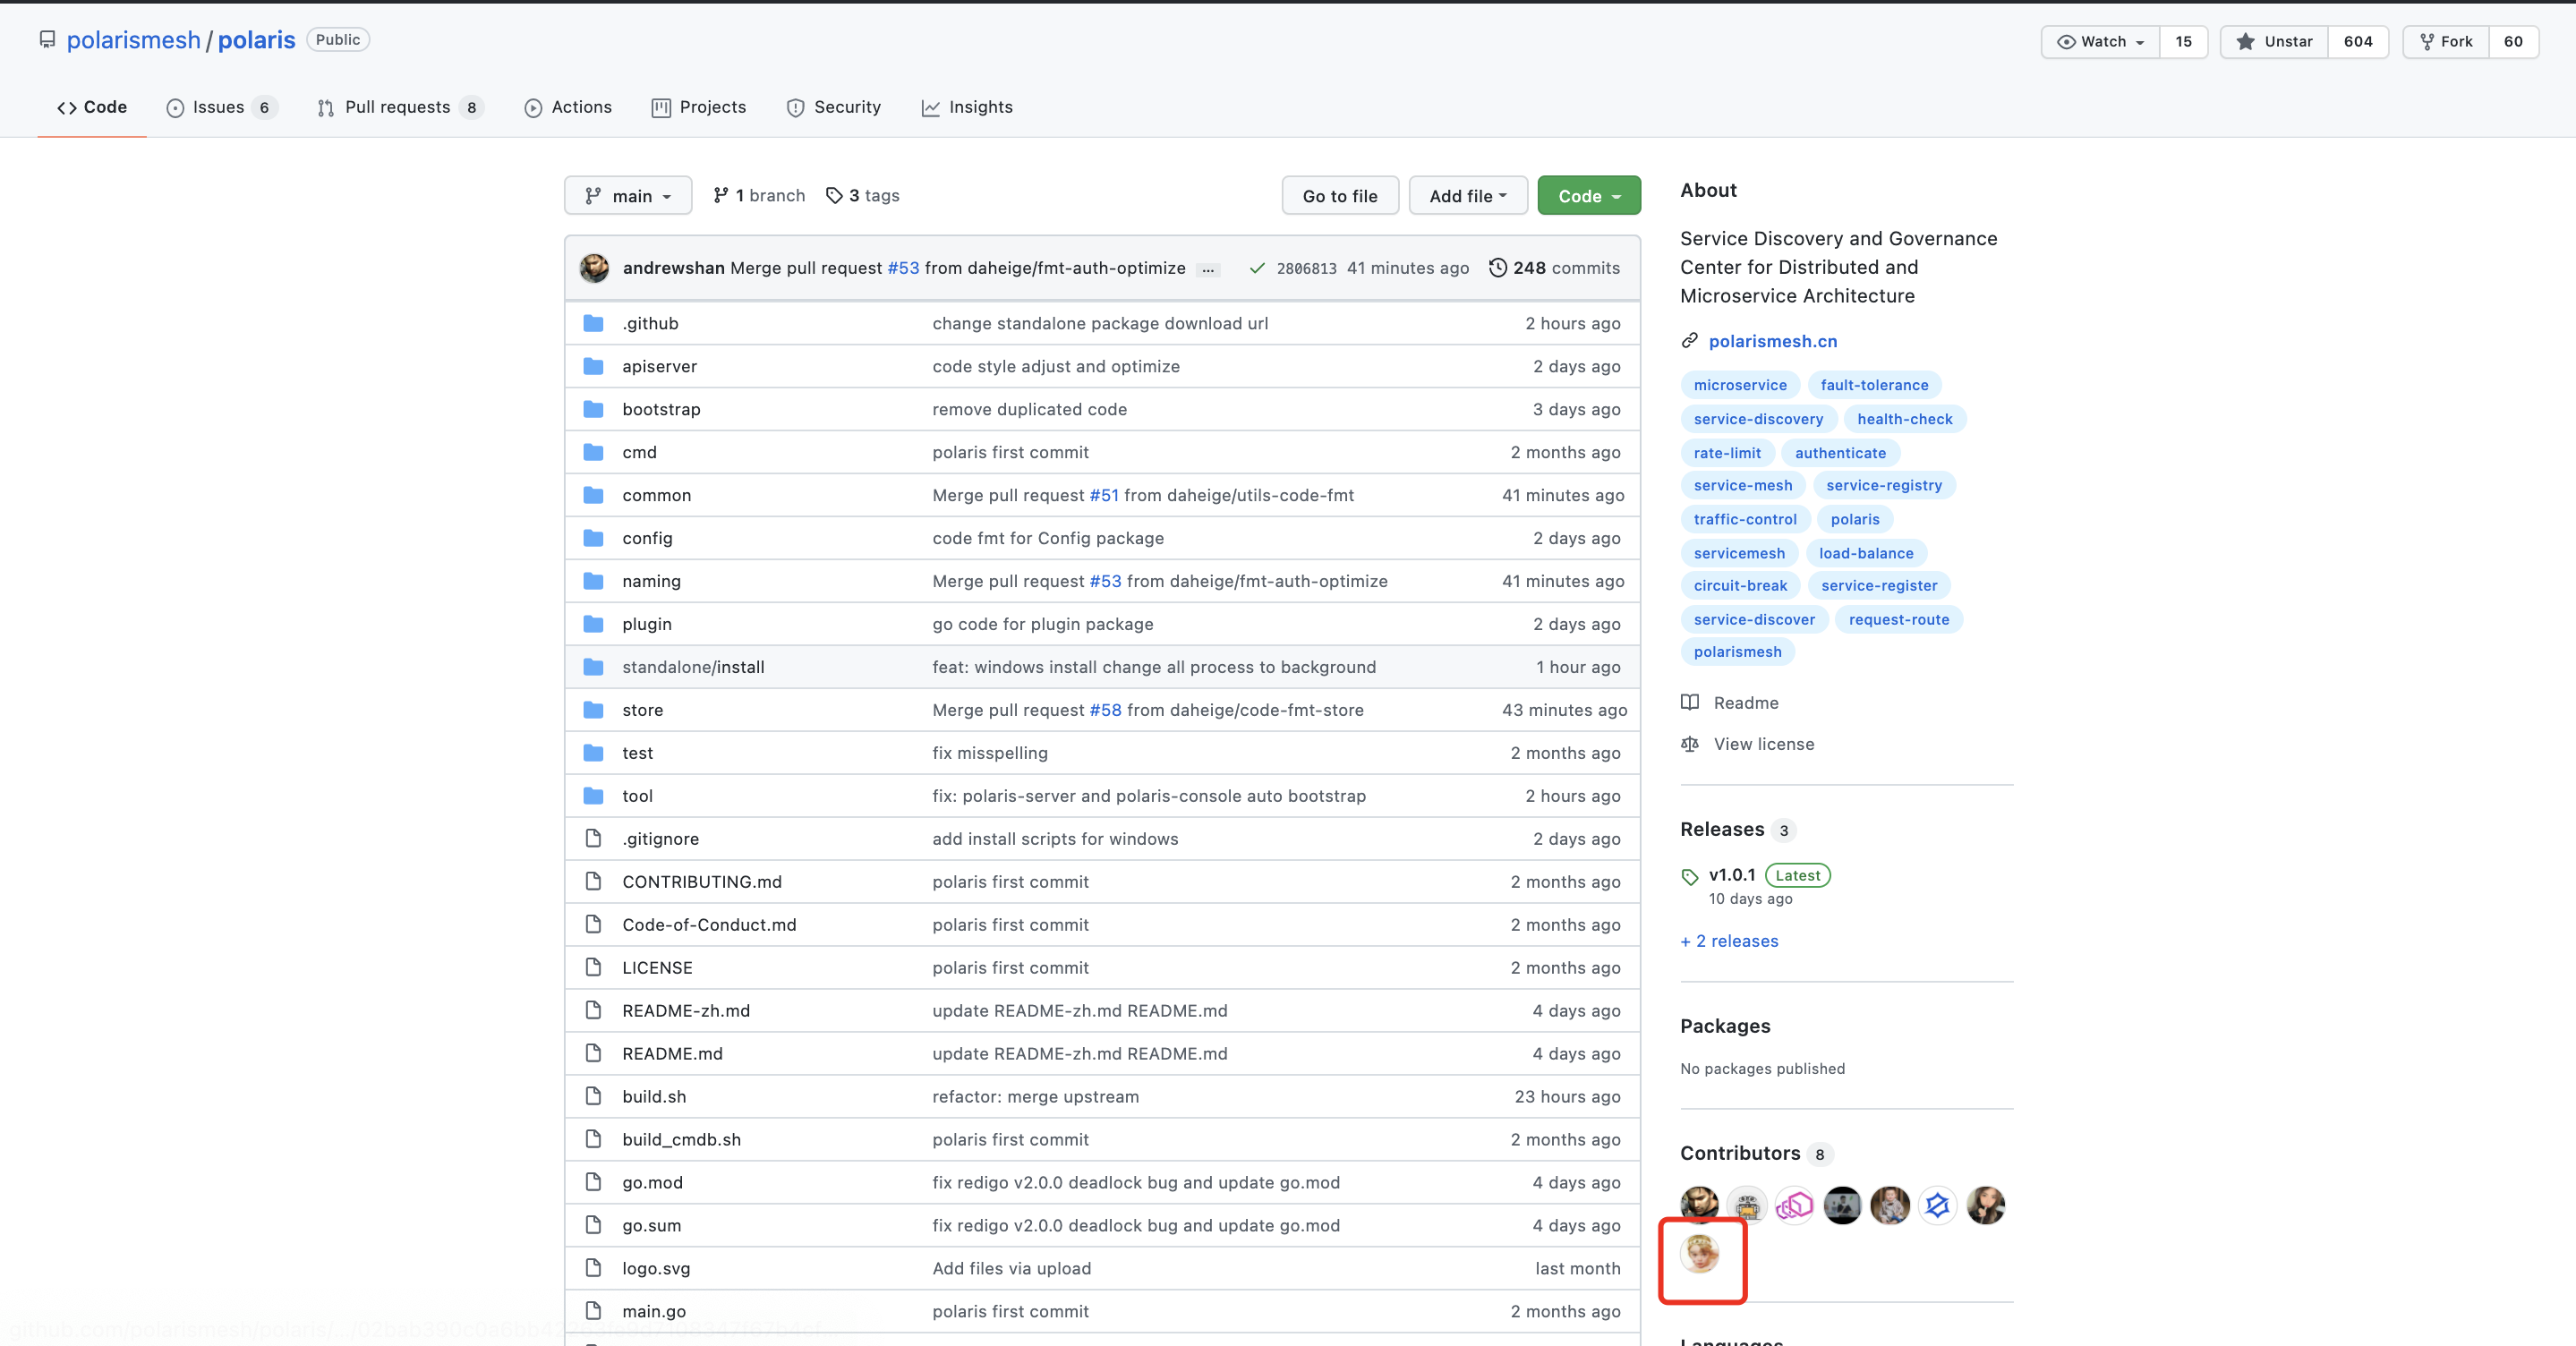 polarismesh / polaris Public
Watch 15 Unstar 604 Fork 60
Code Issues 6 Pull requests 8 Actions Projects Security Insights
main 1 branch 3 tags Go to file Add file Code
andrewshan Merge pull request #53 from daheige/fmt-auth-optimize ... 2806813 41 minutes ago 248 commits
.github change standalone package download url 2 hours ago
apiserver code style adjust and optimize 2 days ago
bootstrap remove duplicated code 3 days ago
cmd polaris first commit 2 months ago
common Merge pull request #51 from daheige/utils-code-fmt 41 minutes ago
config code fmt for Config package 2 days ago
naming Merge pull request #53 from daheige/fmt-auth-optimize 41 minutes ago
plugin go code for plugin package 2 days ago
standalone/install feat: windows install change all process to background 1 hour ago
store Merge pull request #58 from daheige/code-fmt-store 43 minutes ago
test fix misspelling 2 months ago
tool fix: polaris-server and polaris-console auto bootstrap 2 hours ago
.gitignore add install scripts for windows 2 days ago
CONTRIBUTING.md polaris first commit 2 months ago
Code-of-Conduct.md polaris first commit 2 months ago
LICENSE polaris first commit 2 months ago
README-zh.md update README-zh.md README.md 4 days ago
README.md update README-zh.md README.md 4 days ago
build.sh refactor: merge upstream 23 hours ago
build_cmdb.sh polaris first commit 2 months ago
go.mod fix redigo v2.0.0 deadlock bug and update go.mod 4 days ago
go.sum fix redigo v2.0.0 deadlock bug and update go.mod 4 days ago
logo.svg Add files via upload last month
main.go polaris first commit 2 months ago
About
Service Discovery and Governance
Center for Distributed and
Microservice Architecture
polarismesh.cn
microservice fault-tolerance
service-discovery health-check
rate-limit authenticate
service-mesh service-registry
traffic-control polaris
servicemesh load-balance
circuit-break service-register
service-discover request-route
polarismesh
Readme
View license
Releases 3
v1.0.1 Latest
10 days ago
+ 2 releases
Packages
No packages published
Contributors 8
Languages